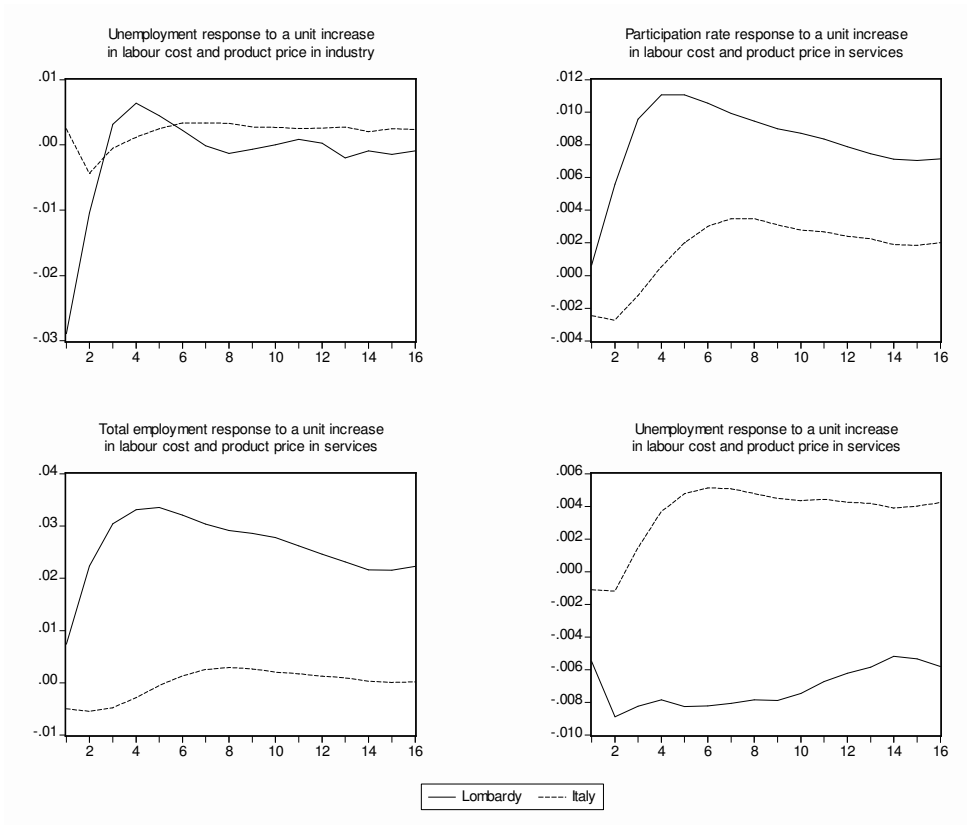 Unemployment response to a unit increase
in labour cost and product price in industry
.01
.00
-.01
-.02
-.03
2 4 6 8 10 12 14 16
Participation rate response to a unit increase
in labour cost and product price in services
.012
.010
.008
.006
.004
.002
.000
-.002
-.004
2 4 6 8 10 12 14 16
Total employment response to a unit increase
in labour cost and product price in services
.04
.03
.02
.01
.00
-.01
2 4 6 8 10 12 14 16
Unemployment response to a unit increase
in labour cost and product price in services
.006
.004
.002
.000
-.002
-.004
-.006
-.008
-.010
2 4 6 8 10 12 14 16
Lombardy Italy